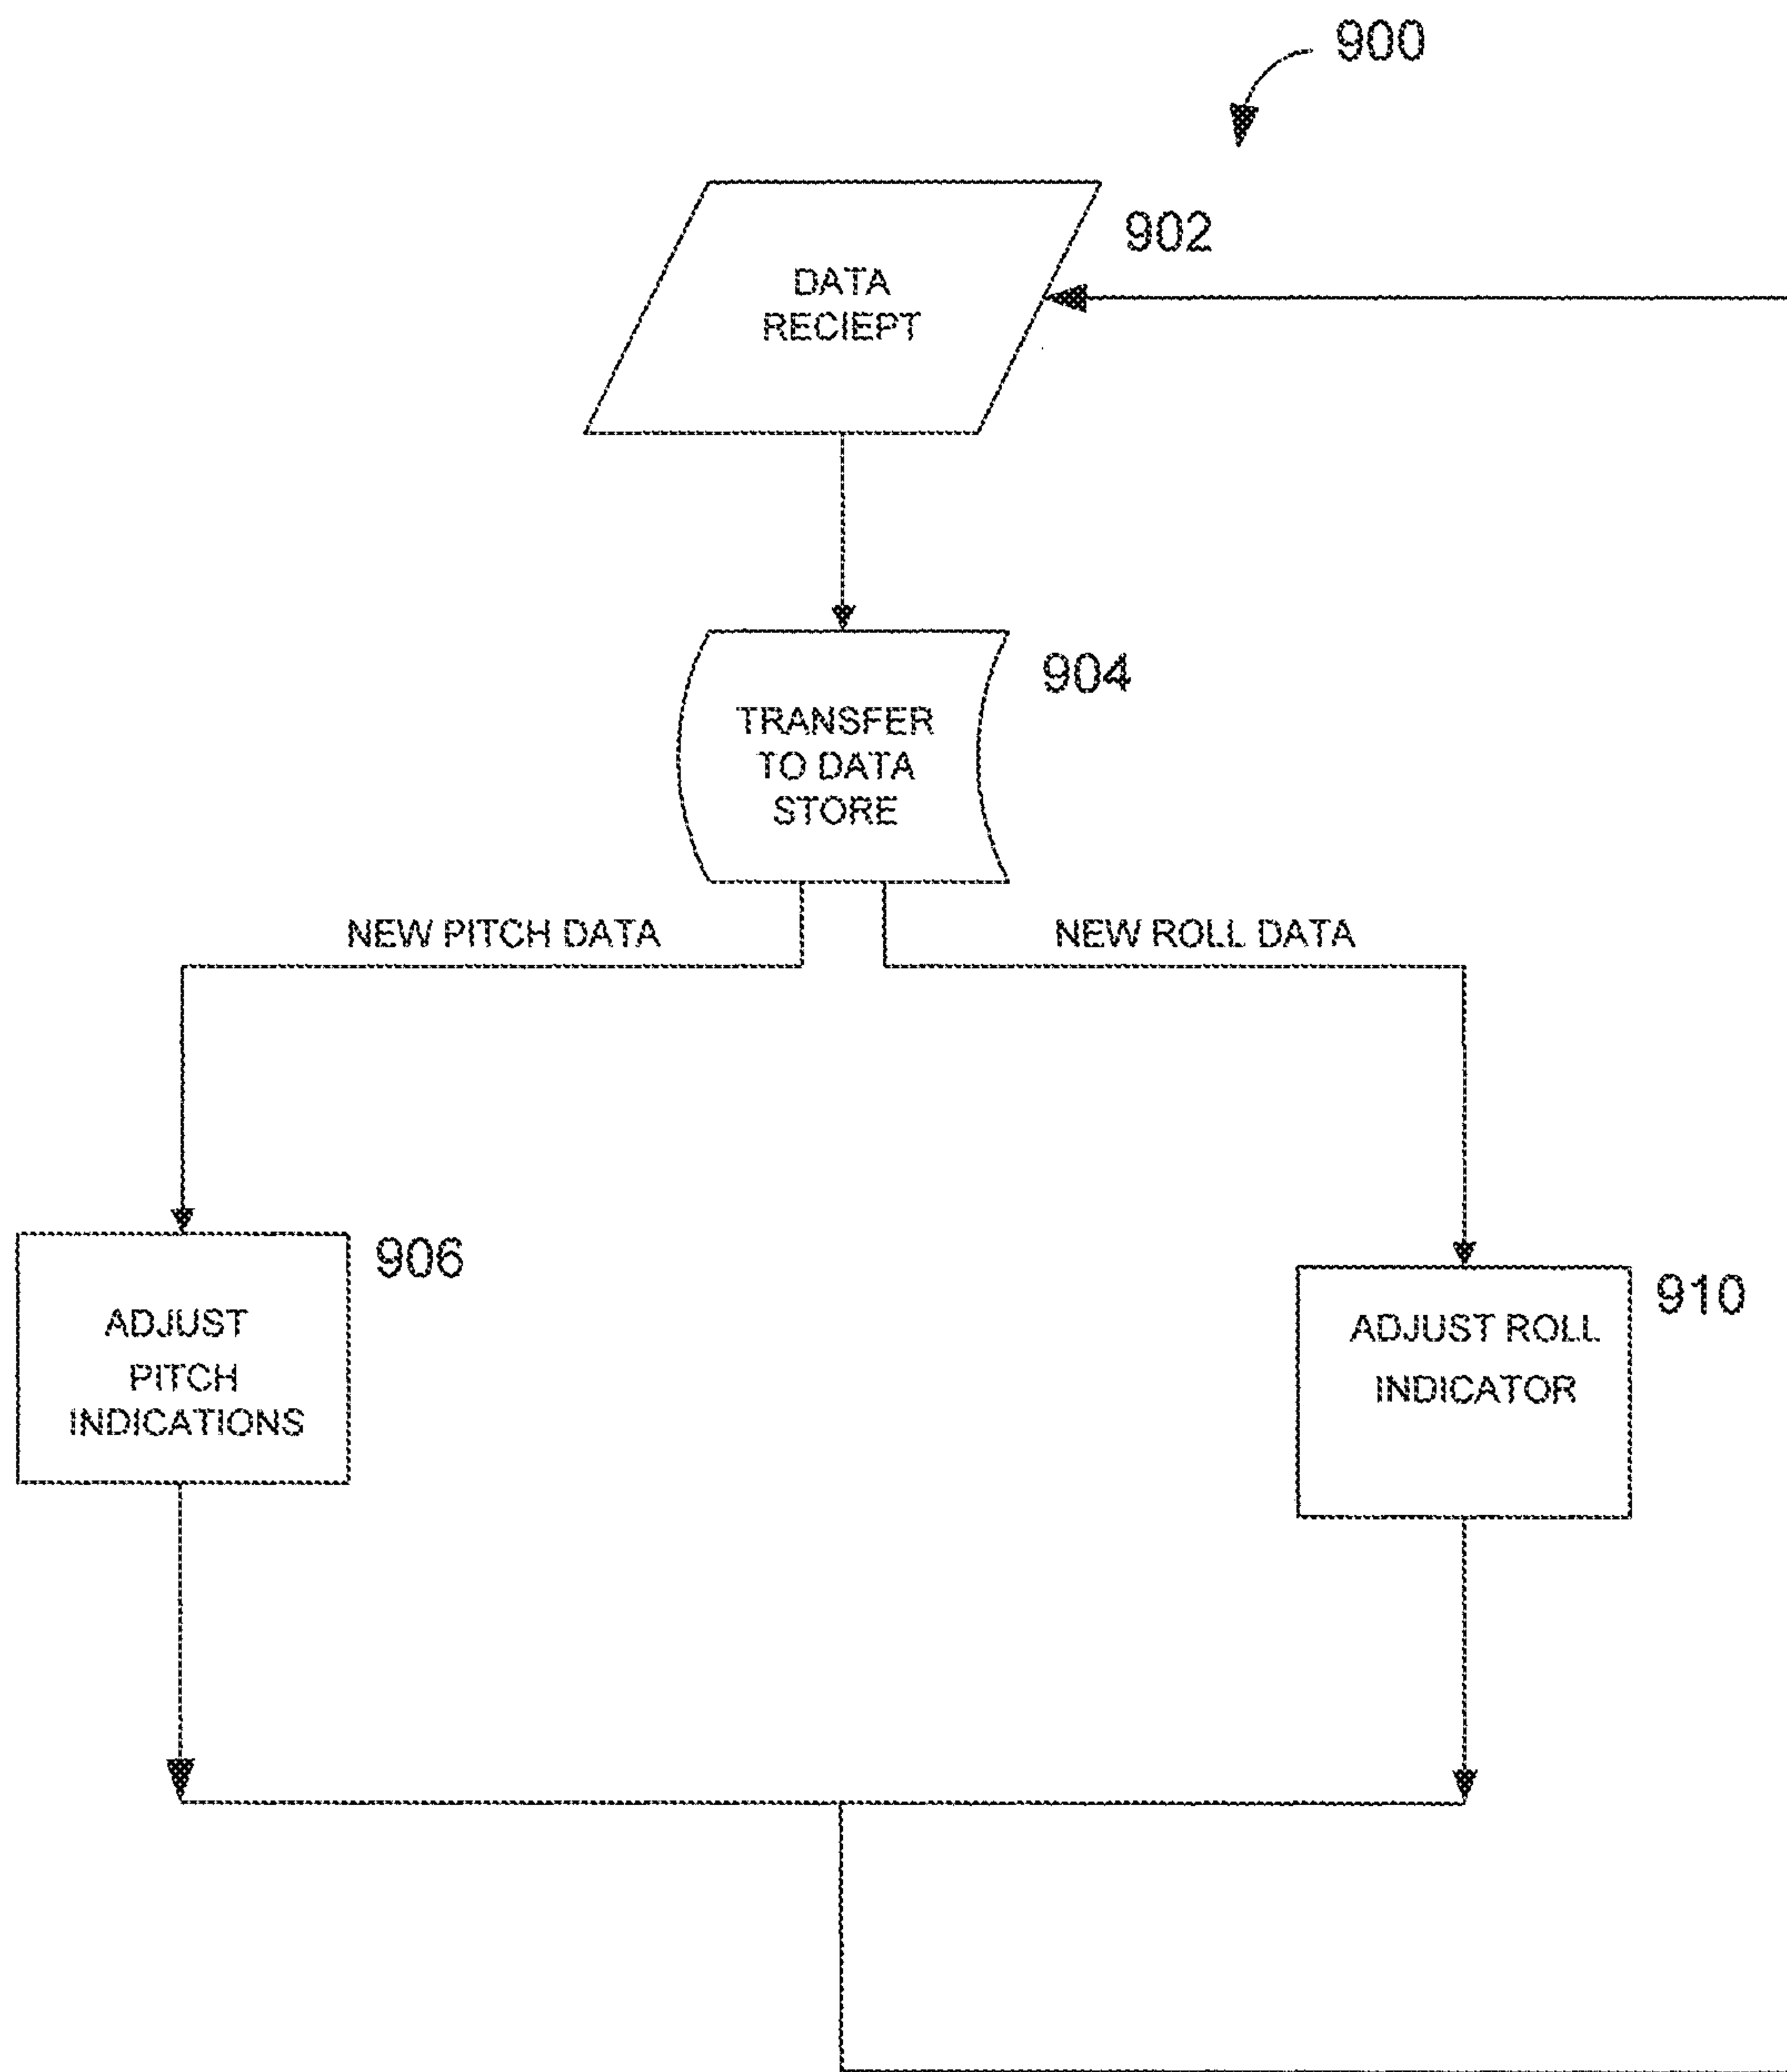 900
902
DATA
RECIEPT
904
TRANSFER
TO DATA
STORE
NEW PITCH DATA
NEW ROLL DATA
906
ADJUST
PITCH
INDICATIONS
910
ADJUST ROLL
INDICATOR